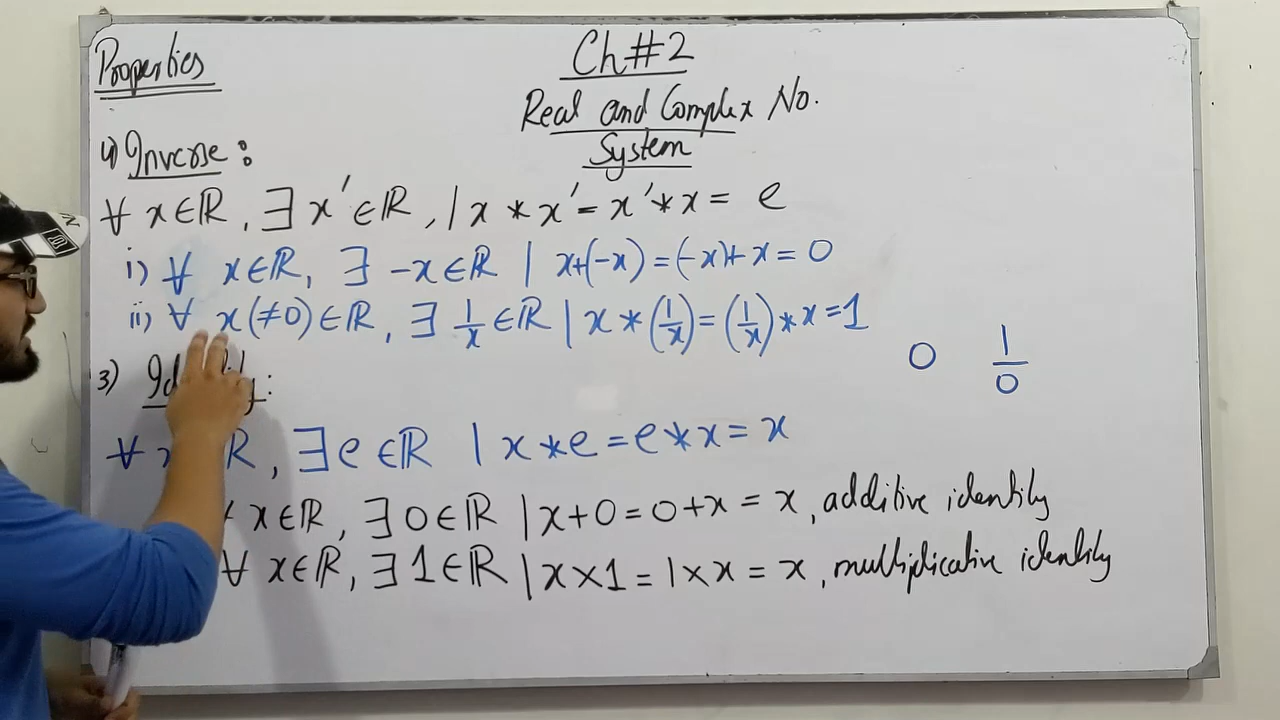 Properties
Ch#2
Real and Complex No.
System
4) Inverse:
∀ x∈ℝ, ∃ x'∈ℝ, | x * x' = x' * x = e
i) ∀ x∈ℝ, ∃ -x∈ℝ | x+(-x) = (-x)+x = 0
ii) ∀ x(≠0)∈ℝ, ∃ 1/x ∈ℝ | x * (1/x) = (1/x) * x = 1
0 1/0
3)
∀ ℝ, ∃ e∈ℝ | x * e = e * x = x
x∈ℝ, ∃ 0∈ℝ | x+0 = 0+x = x, additive identity
∀ x∈ℝ, ∃ 1∈ℝ | x×1 = 1×x = x, multiplicative identity